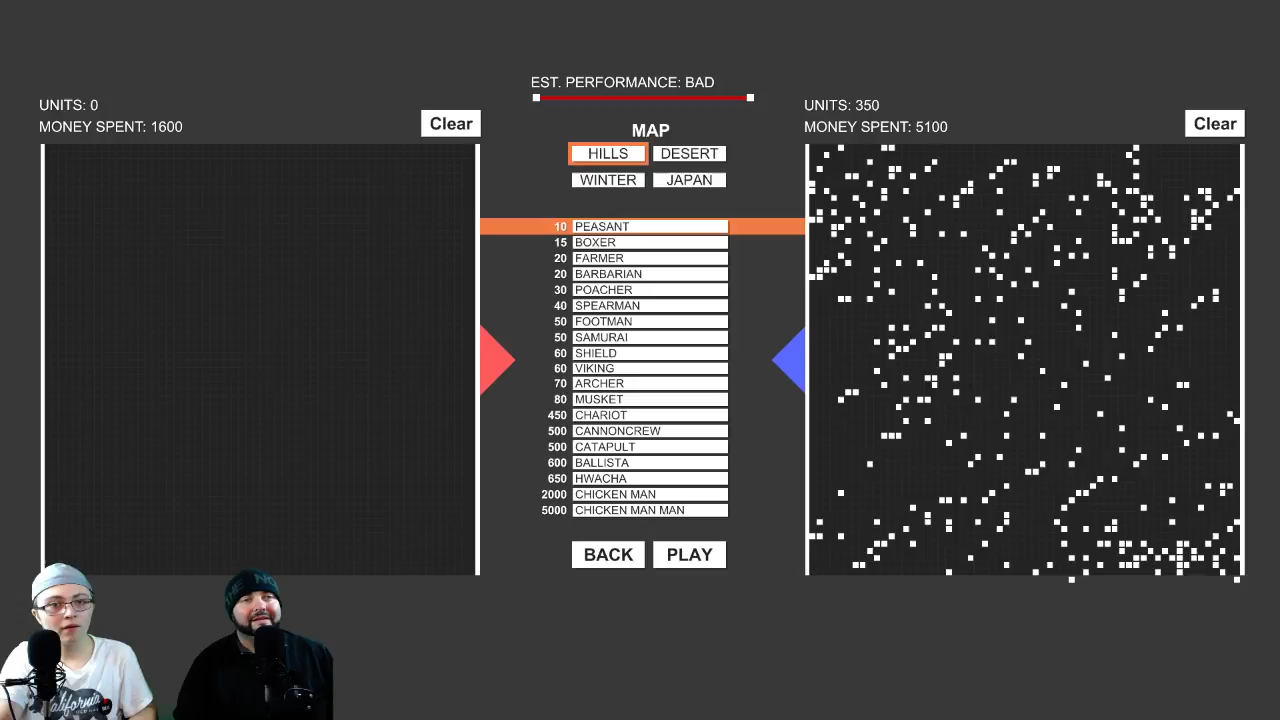 EST. PERFORMANCE: BAD
UNITS: 0
MONEY SPENT: 1600
Clear
UNITS: 350
MONEY SPENT: 5100
Clear
MAP
HILLS DESERT
WINTER JAPAN
10 PEASANT
15 BOXER
20 FARMER
20 BARBARIAN
30 POACHER
40 SPEARMAN
50 FOOTMAN
50 SAMURAI
60 SHIELD
60 VIKING
70 ARCHER
80 MUSKET
450 CHARIOT
500 CANNONCREW
500 CATAPULT
600 BALLISTA
650 HWACHA
2000 CHICKEN MAN
5000 CHICKEN MAN MAN
BACK PLAY
California